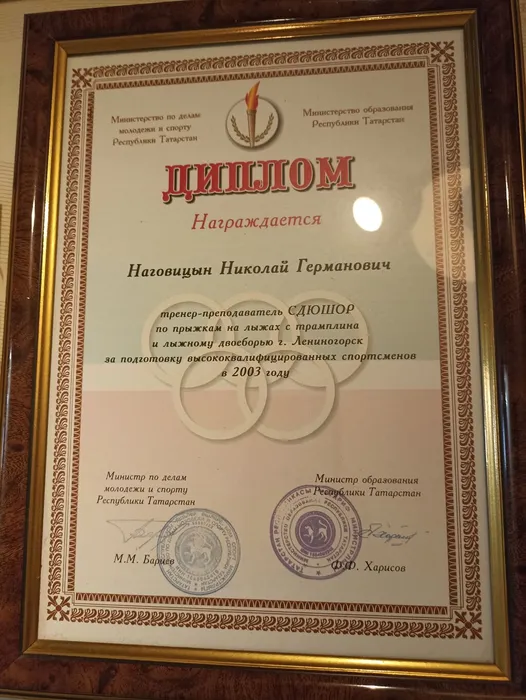 Министерство по делам
молодежи и спорту
Республики Татарстан
Министерство образования
Республики Татарстан
ДИПЛОМ
Награждается
Наговицын Николай Германович
тренер-преподаватель СДЮШОР
по прыжкам на лыжах с трамплина
и лыжному двоеборью г. Лениногорск
за подготовку высококвалифицированных спортсменов
в 2003 году
Министр по делам
молодежи и спорту
Республики Татарстан
М.М. Бариев
Министр образования
Республики Татарстан
Ф.Ф. Харисов